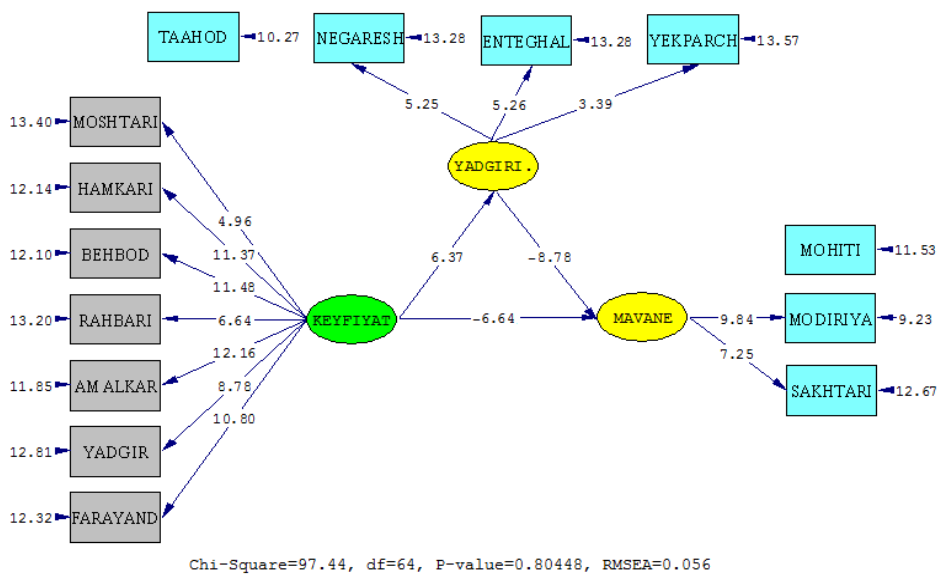 TAAHOD 10.27 NEGARESH 13.28 ENTEGHAL 13.28 YEKPARCH 13.57
5.25 5.26 3.39
13.40 MOSHTARI
YADGIRI.
12.14 HAMKARI
4.96
11.37 6.37 -8.78
12.10 BEHBOD
MOHITI 11.53
11.48
13.20 RAHBARI 6.64 KEYFIYAT -6.64 MAVANE 9.84 MODIRIYA 9.23
12.16 7.25
11.85 AMALKAR 8.78
SAKHTARI 12.67
10.80
12.81 YADGIR
12.32 FARAYAND
Chi-Square=97.44, df=64, P-value=0.80448, RMSEA=0.056